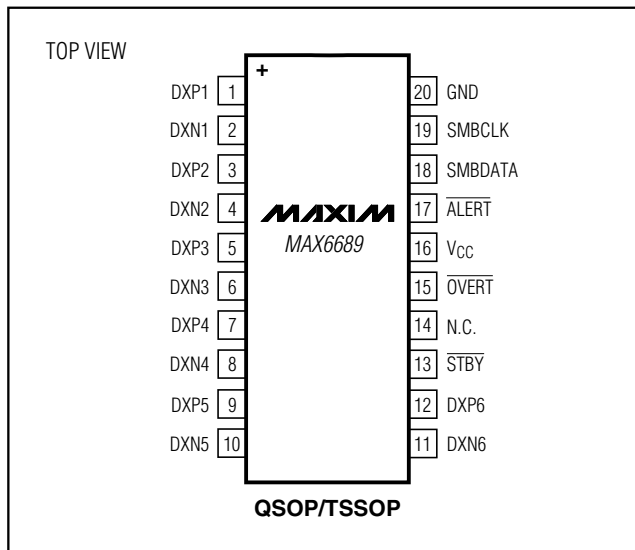 TOP VIEW
+
DXP1 1 20 GND
DXN1 2 19 SMBCLK
DXP2 3 18 SMBDATA
DXN2 4 MAXIM 17 ALERT
DXP3 5 MAX6689 16 VCC
DXN3 6 15 OVERT
DXP4 7 14 N.C.
DXN4 8 13 STBY
DXP5 9 12 DXP6
DXN5 10 11 DXN6
QSOP/TSSOP